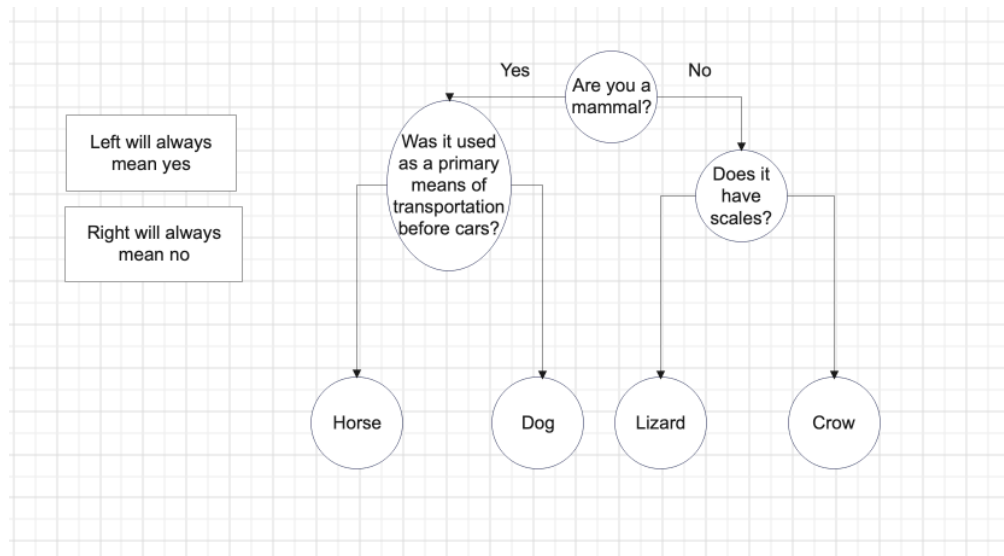 Yes
No
Are you a
mammal?
Left will always
mean yes
Was it used
as a primary
means of
transportation
before cars?
Does it
have
scales?
Right will always
mean no
Horse
Dog
Lizard
Crow